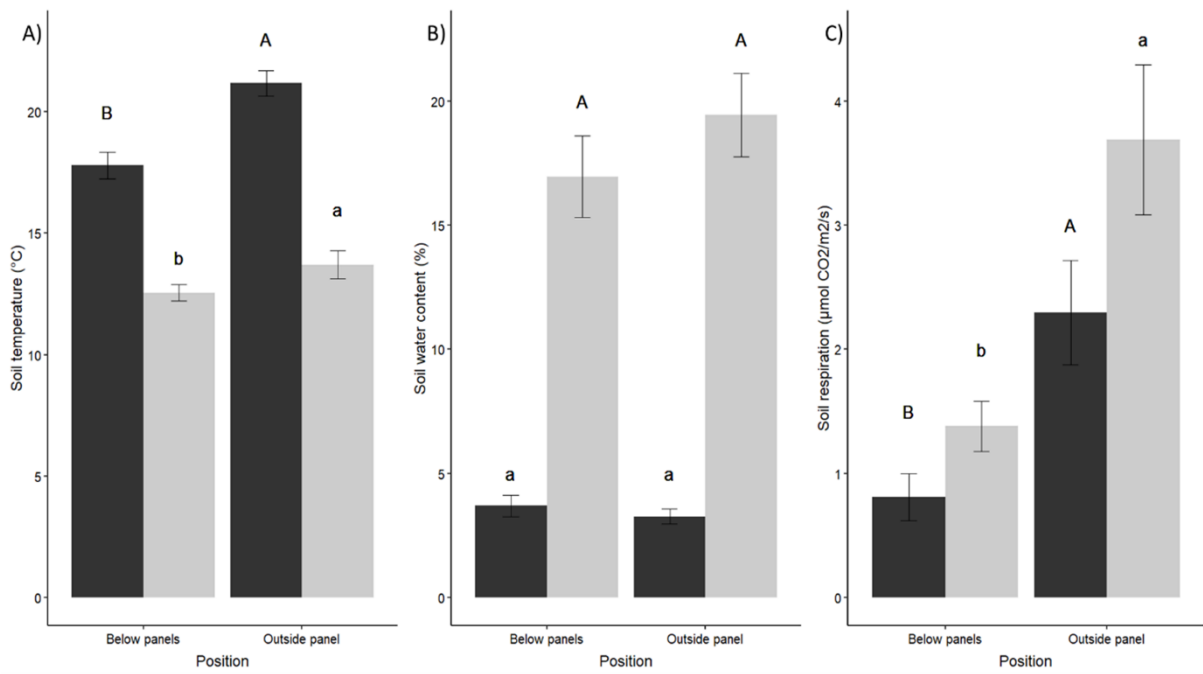 A)
Soil temperature (°C)
20
15
10
5
0
B
b
A
a
Below panels
Outside panel
Position
B)
Soil water content (%)
20
15
10
5
0
a
A
a
A
Below panels
Outside panel
Position
C)
Soil respiration (µmol CO2/m2/s)
4
3
2
1
0
B
b
A
a
Below panels
Outside panel
Position